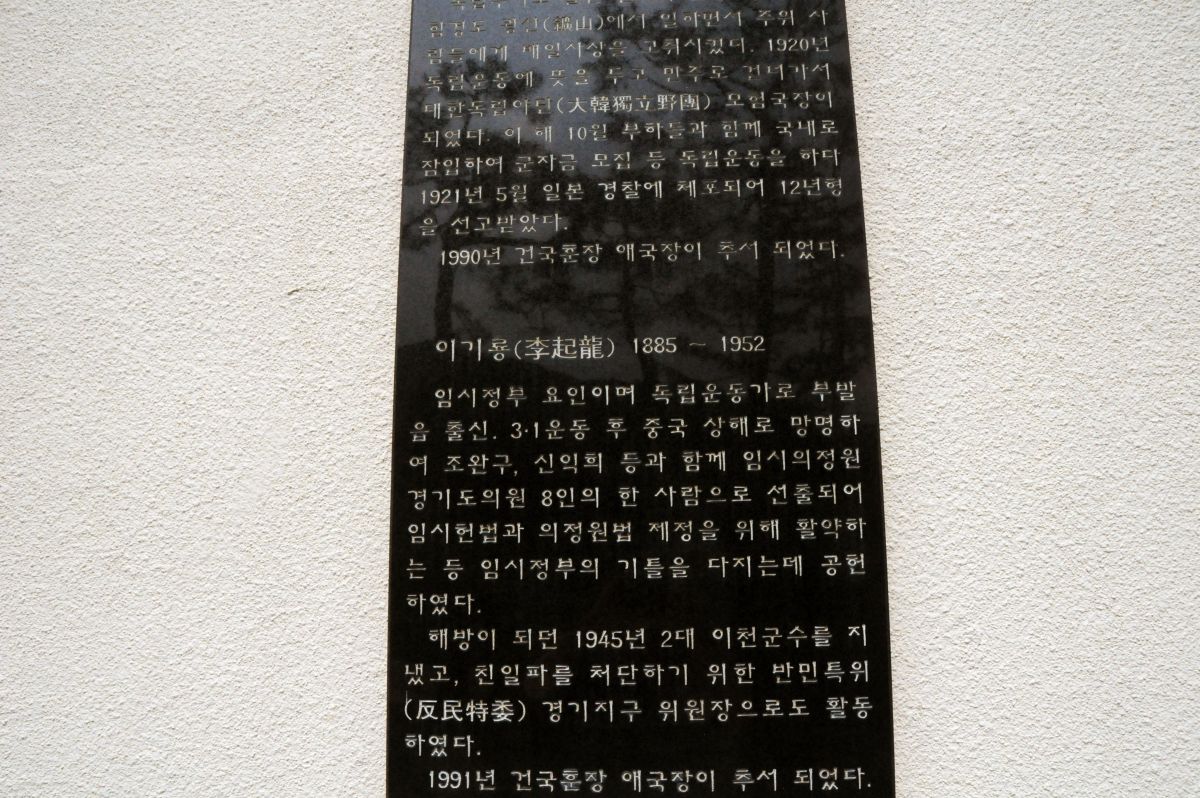 함경도 광산(鑛山)에서 일하면서 주위 사
람들에게 배일사상을 고취시켰다. 1920년
독립운동에 뜻을 두고 만주로 건너가서
대한독립야단(大韓獨立野團) 모험국장이
되었다. 이 해 10월 부하들과 함께 국내로
잠입하여 군자금 모집 등 독립운동을 하다
1921년 5월 일본 경찰에 체포되어 12년형
을 선고받았다.
1990년 건국훈장 애국장이 추서 되었다.
이기룡(李起龍) 1885 ~ 1952
임시정부 요인이며 독립운동가로 부발
읍 출신. 3·1운동 후 중국 상해로 망명하
여 조완구, 신익희 등과 함께 임시의정원
경기도의원 8인의 한 사람으로 선출되어
임시헌법과 의정원법 제정을 위해 활약하
는 등 임시정부의 기틀을 다지는데 공헌
하였다.
해방이 되던 1945년 2대 이천군수를 지
냈고, 친일파를 처단하기 위한 반민특위
(反民特委) 경기지구 위원장으로도 활동
하였다.
1991년 건국훈장 애국장이 추서 되었다.